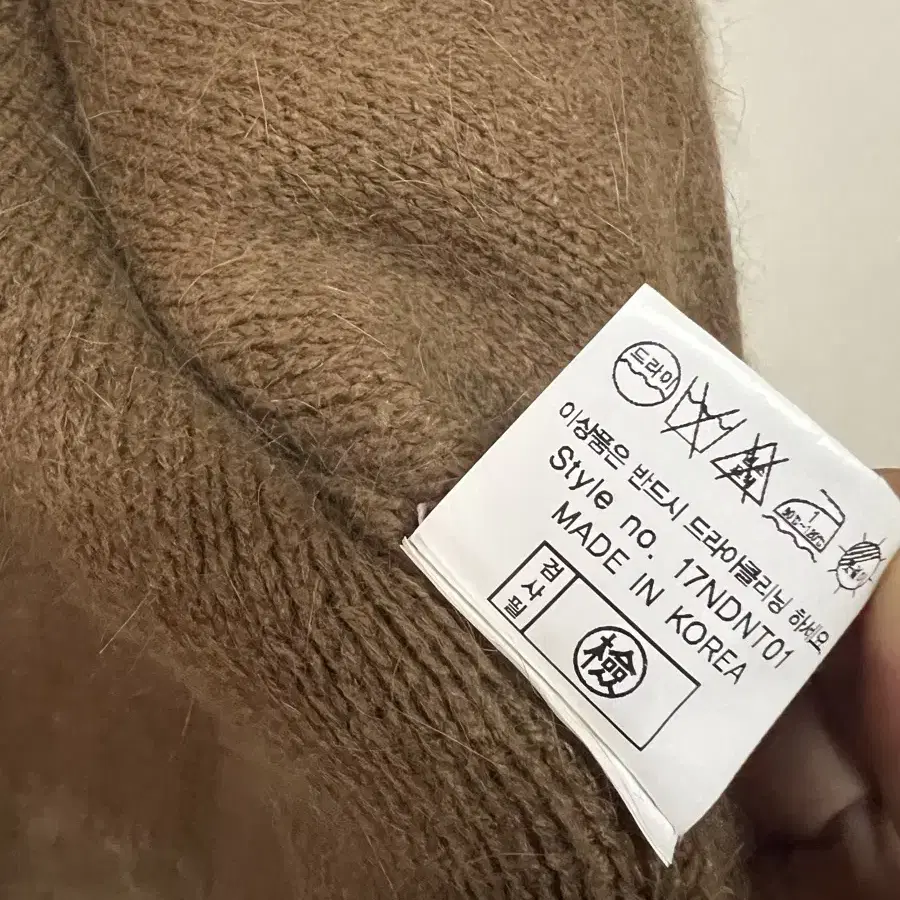 드라이
이상품은 반드시 드라이클리닝 하세요
Style no. 17NDNT01
MADE IN KOREA
검사필
檢